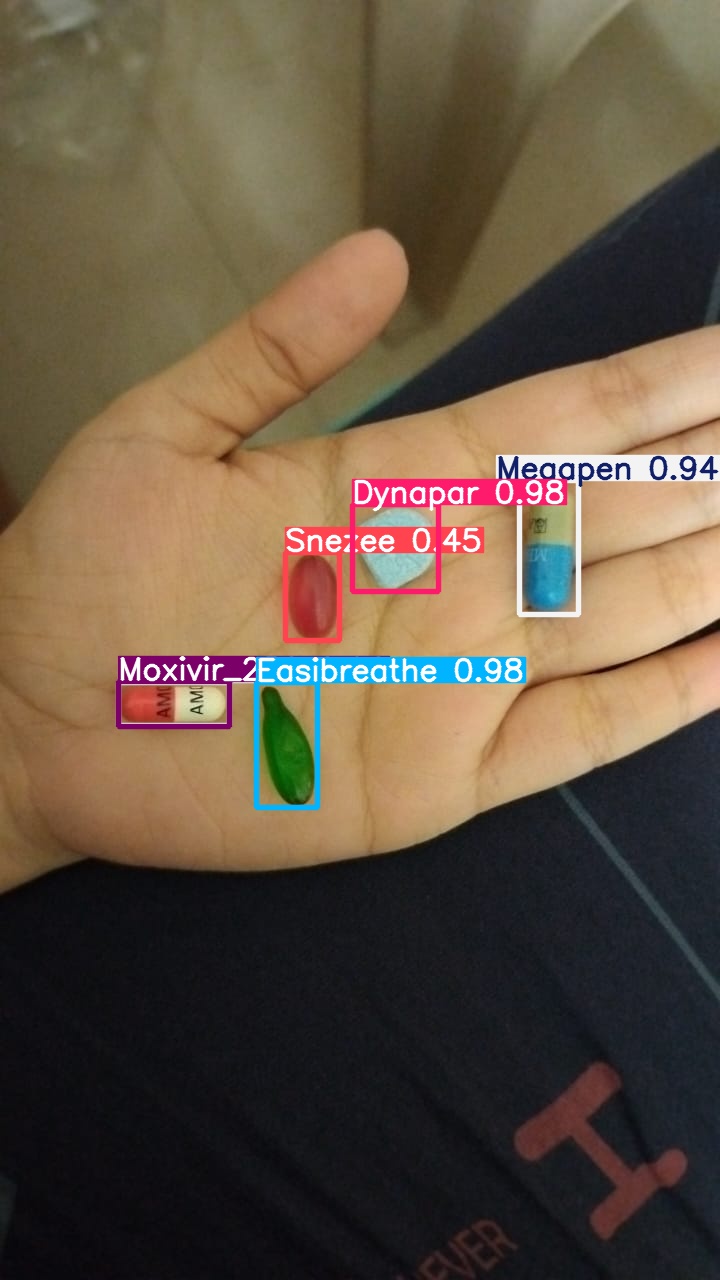 Megapen 0.94
Dynapar 0.98
Snezee 0.45
Moxivir_2
Easibreathe 0.98
AMO AMO
H
EVER